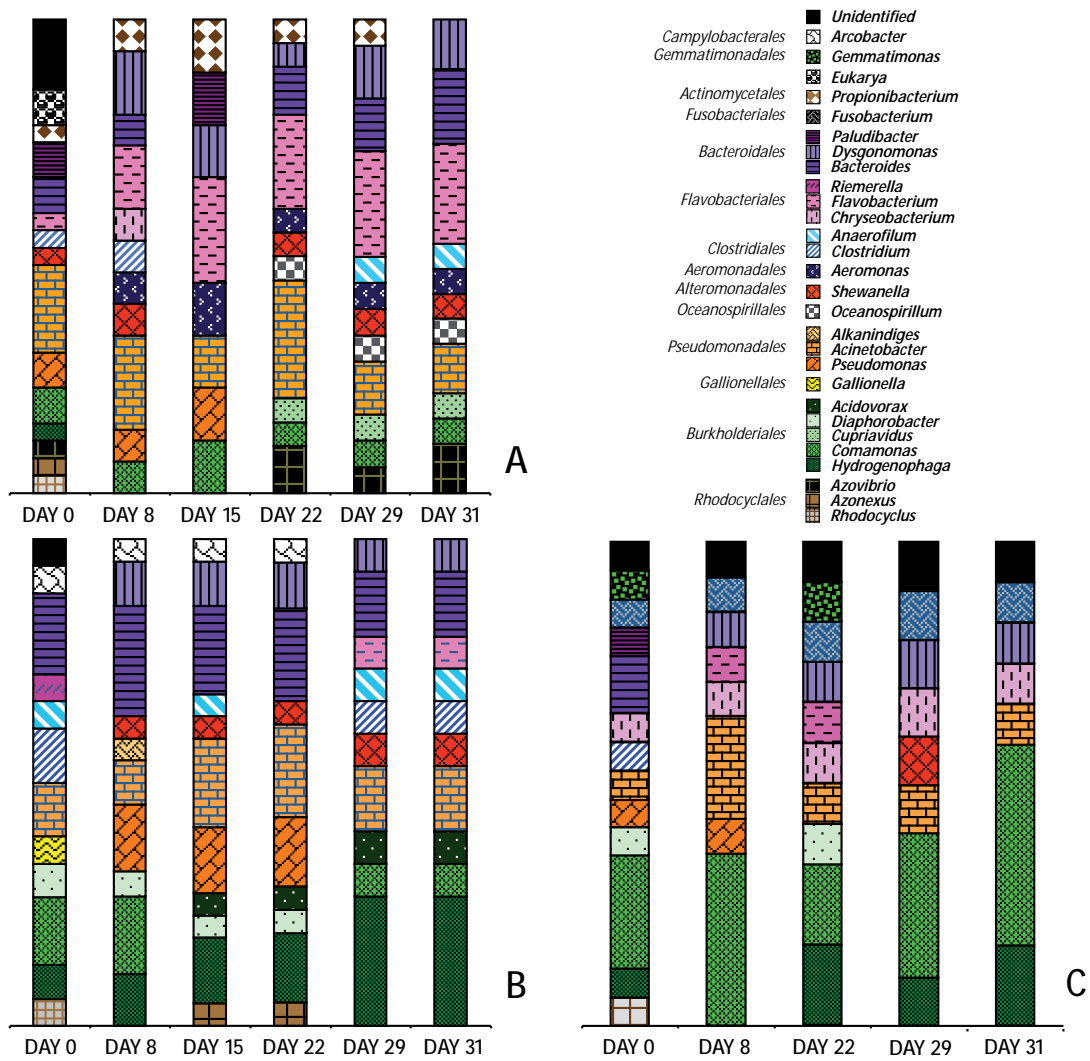 Unidentified
Campylobacterales Arcobacter
Gemmatimonadales Gemmatimonas
Eukarya
Actinomycetales Propionibacterium
Fusobacteriales Fusobacterium
Paludibacter
Bacteroidales Dysgonomonas
Bacteroides
Riemerella
Flavobacteriales Flavobacterium
Chryseobacterium
Anaerofilum
Clostridiales Clostridium
Aeromonadales Aeromonas
Alteromonadales Shewanella
Oceanospirillales Oceanospirillum
Alkanindiges
Pseudomonadales Acinetobacter
Pseudomonas
Gallionellales Gallionella
Acidovorax
Diaphorobacter
Burkholderiales Cupriavidus
Comamonas
Hydrogenophaga
Azovibrio
Rhodocyclales Azonexus
Rhodocyclus
A
DAY 0 DAY 8 DAY 15 DAY 22 DAY 29 DAY 31
B
DAY 0 DAY 8 DAY 15 DAY 22 DAY 29 DAY 31
C
DAY 0 DAY 8 DAY 22 DAY 29 DAY 31